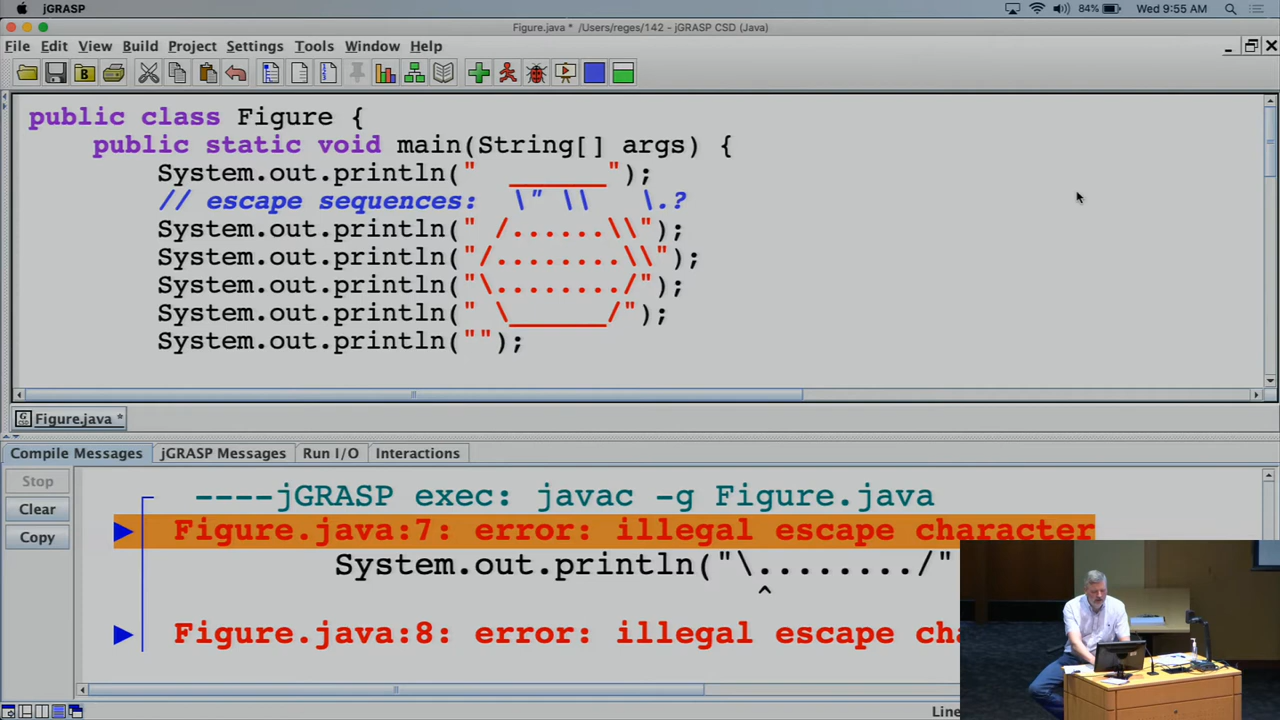 jGRASP 84% Wed 9:55 AM
Figure.java * /Users/reges/142 - jGRASP CSD (Java)
File Edit View Build Project Settings Tools Window Help
B
public class Figure {
public static void main(String[] args) {
System.out.println("  ______");
// escape sequences:  \" \\   \.?
System.out.println(" /......\\");
System.out.println("/........\\");
System.out.println("\......../");
System.out.println(" \______/");
System.out.println("");
Figure.java *
Compile Messages jGRASP Messages Run I/O Interactions
Stop
Clear
Copy
----jGRASP exec: javac -g Figure.java
Figure.java:7: error: illegal escape character
System.out.println("\......../"
^
Figure.java:8: error: illegal escape cha
Line